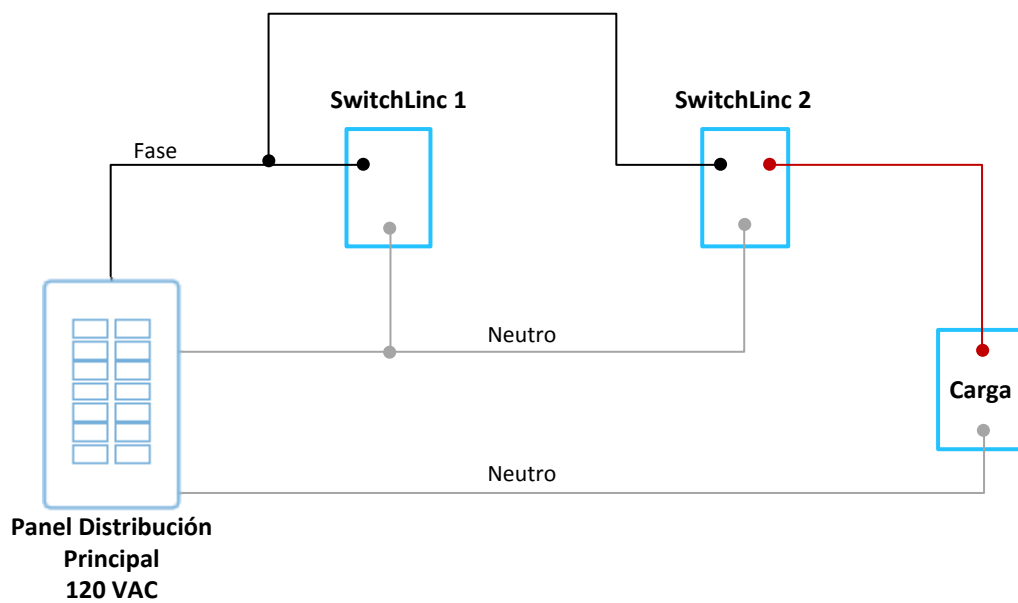 SwitchLinc 1
SwitchLinc 2
Fase
Neutro
Carga
Neutro
Panel Distribución
Principal
120 VAC